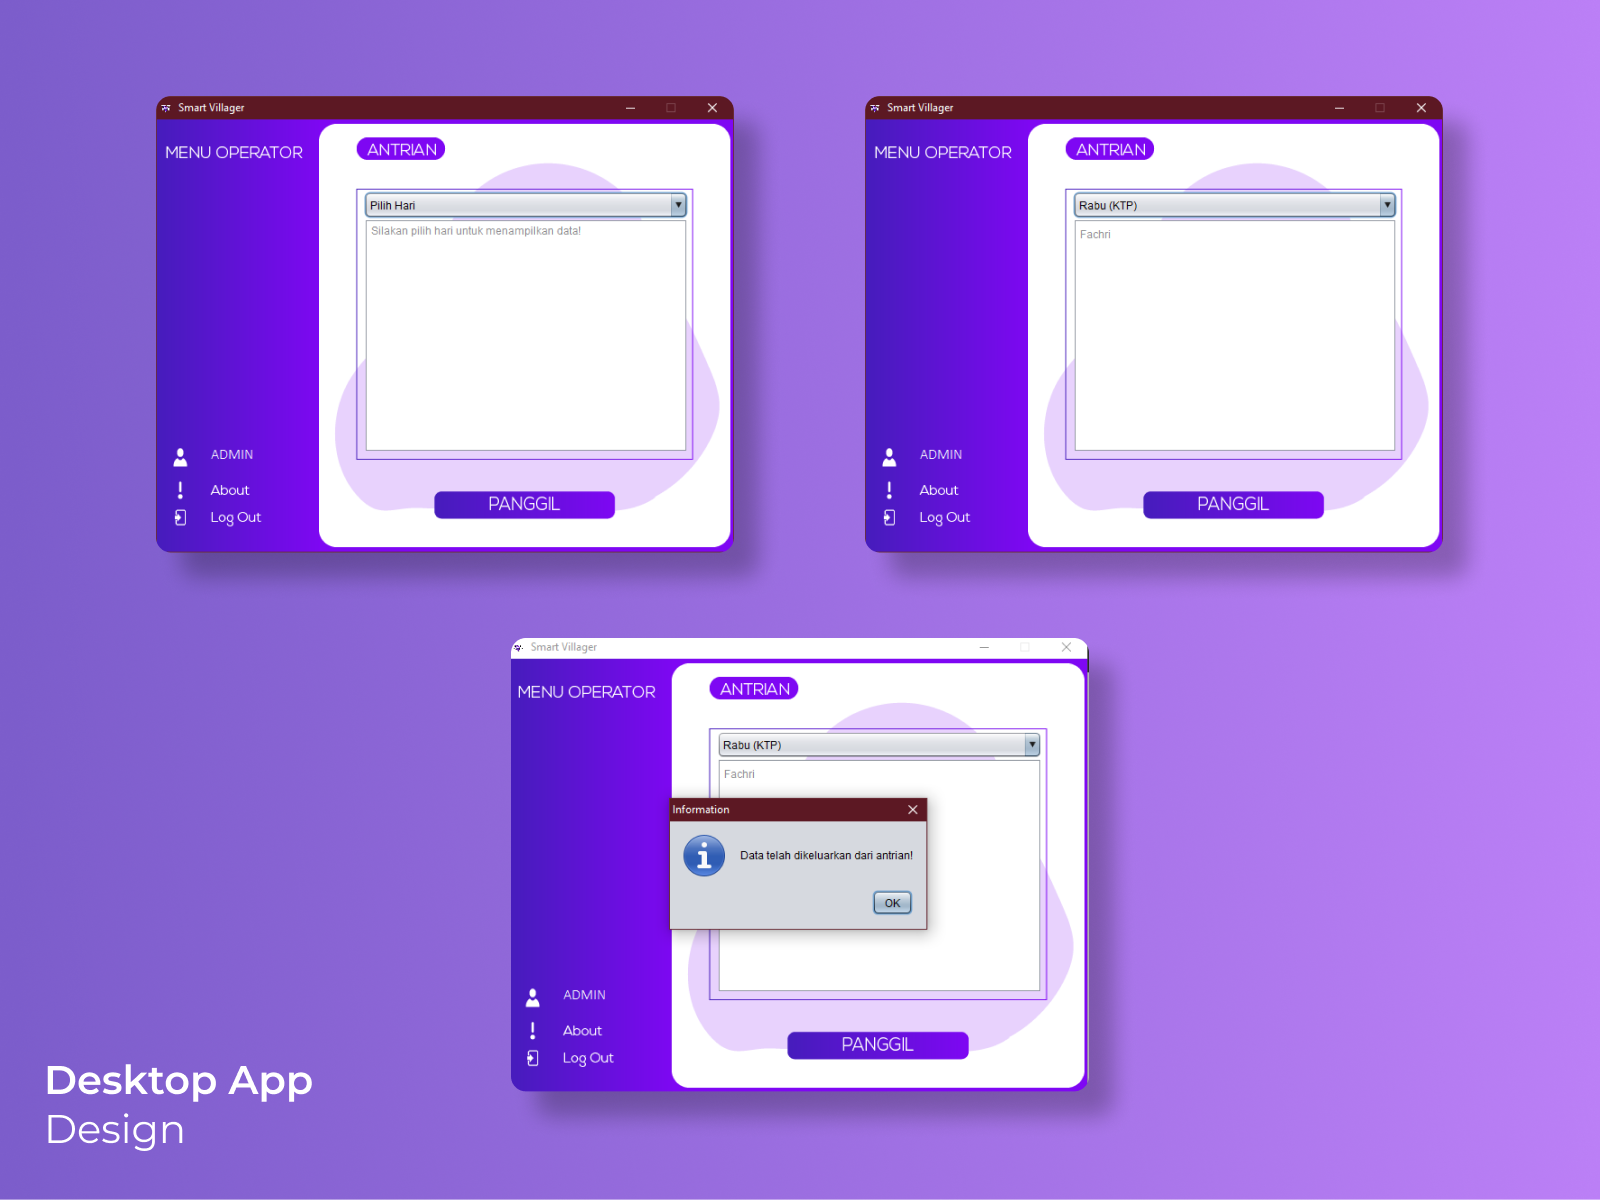 Smart Villager
MENU OPERATOR
ANTRIAN
Pilih Hari
Silakan pilih hari untuk menampilkan data!
ADMIN
About
Log Out
PANGGIL
Smart Villager
MENU OPERATOR
ANTRIAN
Rabu (KTP)
Fachri
ADMIN
About
Log Out
PANGGIL
Smart Villager
MENU OPERATOR
ANTRIAN
Rabu (KTP)
Fachri
Information
Data telah dikeluarkan dari antrian!
OK
ADMIN
About
Log Out
PANGGIL
Desktop App
Design